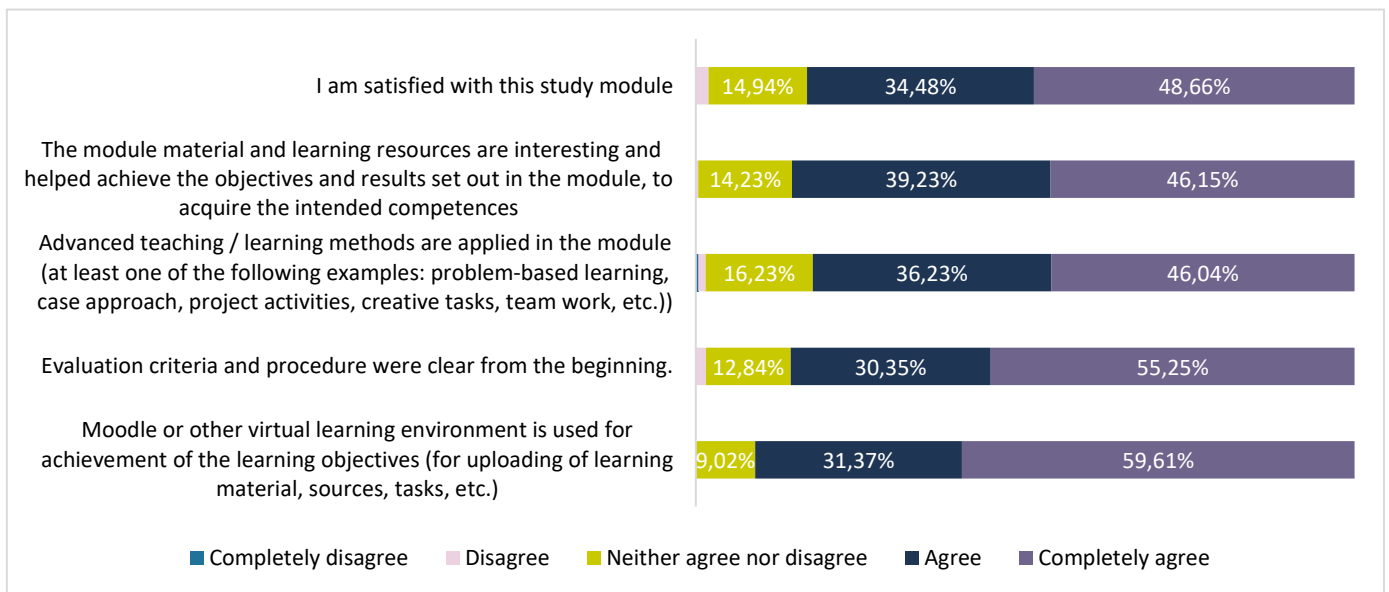 I am satisfied with this study module
14,94% 34,48% 48,66%
The module material and learning resources are interesting and
helped achieve the objectives and results set out in the module, to
acquire the intended competences
14,23% 39,23% 46,15%
Advanced teaching / learning methods are applied in the module
(at least one of the following examples: problem-based learning,
case approach, project activities, creative tasks, team work, etc.))
16,23% 36,23% 46,04%
Evaluation criteria and procedure were clear from the beginning.
12,84% 30,35% 55,25%
Moodle or other virtual learning environment is used for
achievement of the learning objectives (for uploading of learning
material, sources, tasks, etc.)
9,02% 31,37% 59,61%
Completely disagree Disagree Neither agree nor disagree Agree Completely agree